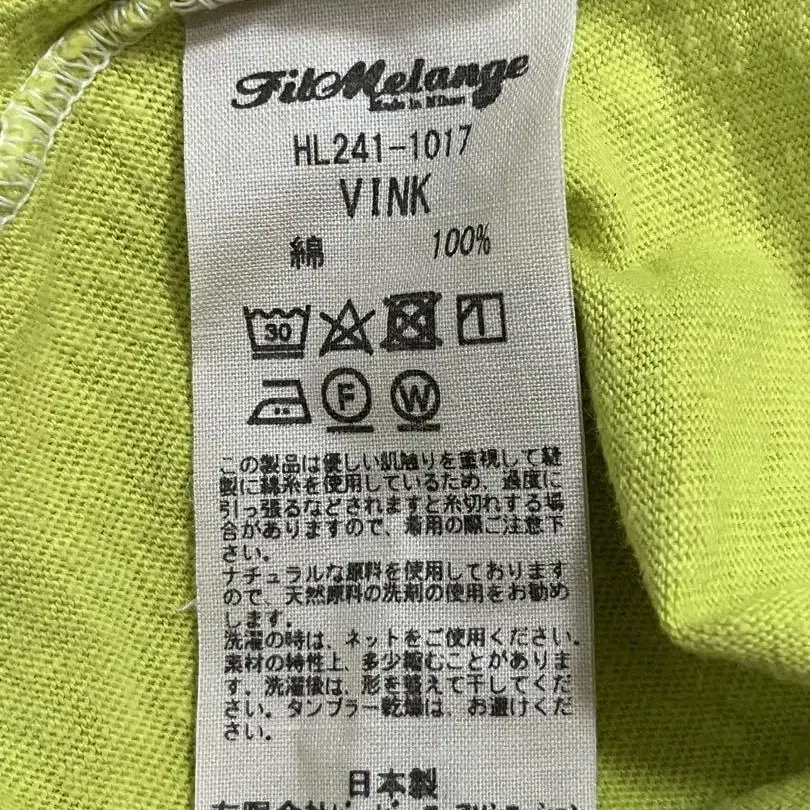 FilMelange
HL241-1017
VINK
綿 100%
30
F W
この製品は優しい肌触りを重視して縫
製に綿糸を使用しているため、過度に
引っ張るなどされますと糸切れする場
合がありますので、着用の際ご注意下
さい。
ナチュラルな原料を使用しております
ので、天然原料の洗剤の使用をお勧め
します。
洗濯の時は、ネットをご使用ください。
素材の特性上、多少縮むことがありま
す。洗濯後は、形を整えて干してくだ
さい。タンブラー乾燥は、お避けくだ
さい。
日本製
有限会社